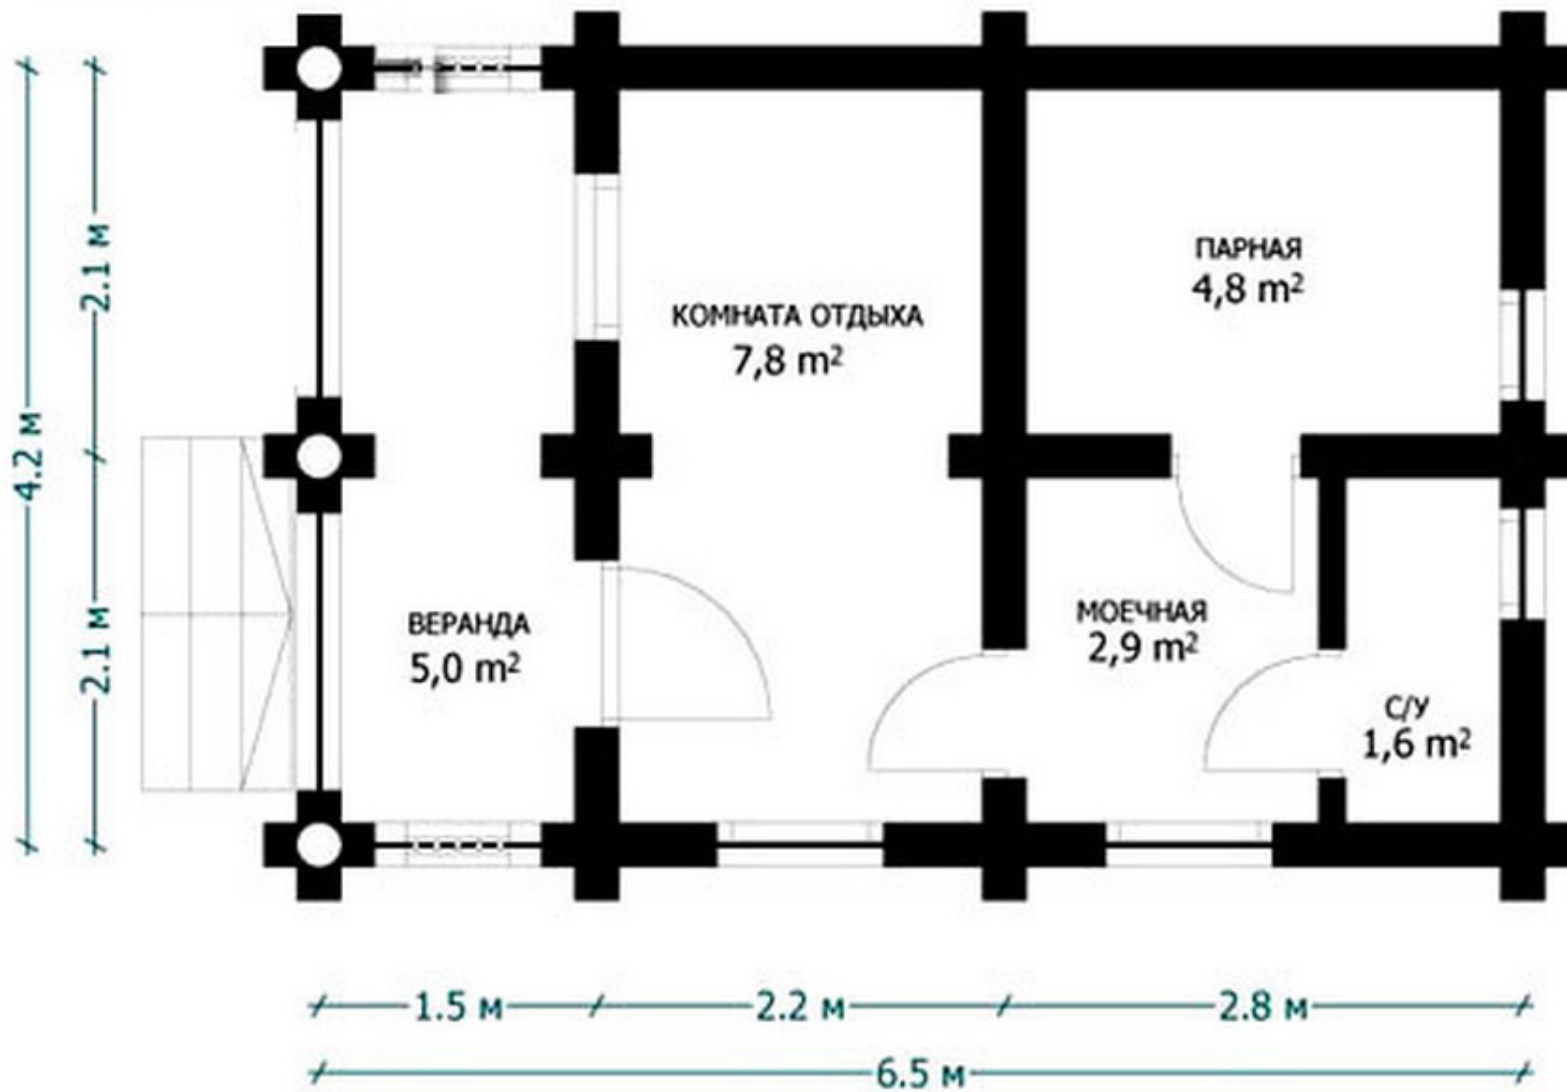 2.1 м
4.2 м
2.1 м
ПАРНАЯ
4,8 m²
КОМНАТА ОТДЫХА
7,8 m²
ВЕРАНДА
5,0 m²
МОЕЧНАЯ
2,9 m²
С/У
1,6 m²
1.5 м
2.2 м
2.8 м
6.5 м